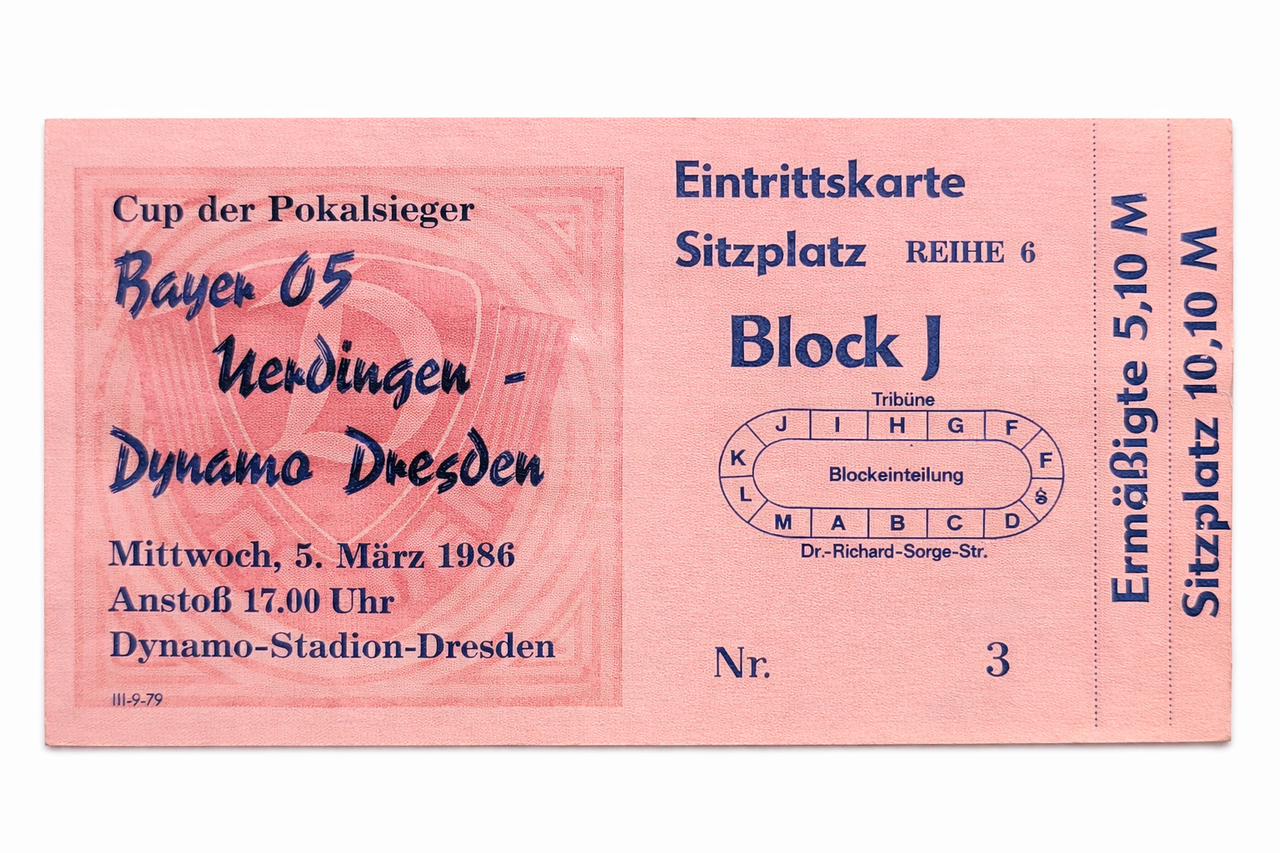 Cup der Pokalsieger
Bayer 05
Uerdingen -
Dynamo Dresden
Mittwoch, 5. März 1986
Anstoß 17.00 Uhr
Dynamo-Stadion-Dresden
III-9-79
Eintrittskarte
Sitzplatz REIHE 6
Block J
Tribüne
J I H G F
K F
Blockeinteilung
L
M A B C D
Dr.-Richard-Sorge-Str.
Nr. 3
Ermäßigte 5,10 M
Sitzplatz 10,10 M